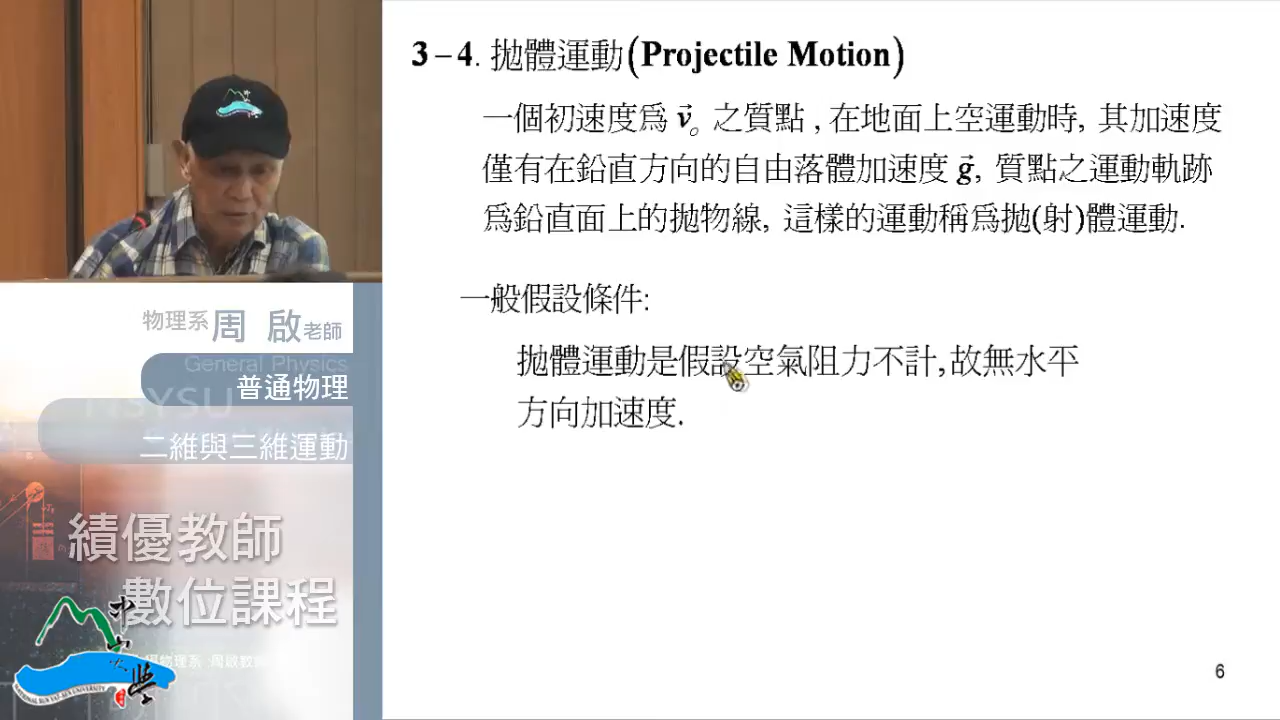 3－4. 拋體運動(Projectile Motion)
一個初速度爲 v⃗₀ 之質點 , 在地面上空運動時, 其加速度
僅有在鉛直方向的自由落體加速度 g⃗, 質點之運動軌跡
爲鉛直面上的拋物線, 這樣的運動稱爲拋(射)體運動.
一般假設條件:
拋體運動是假設空氣阻力不計,故無水平
方向加速度.
6
物理系周 啟老師
General Physics
普通物理
NSYSU
二維與三維運動
績優教師
數位課程